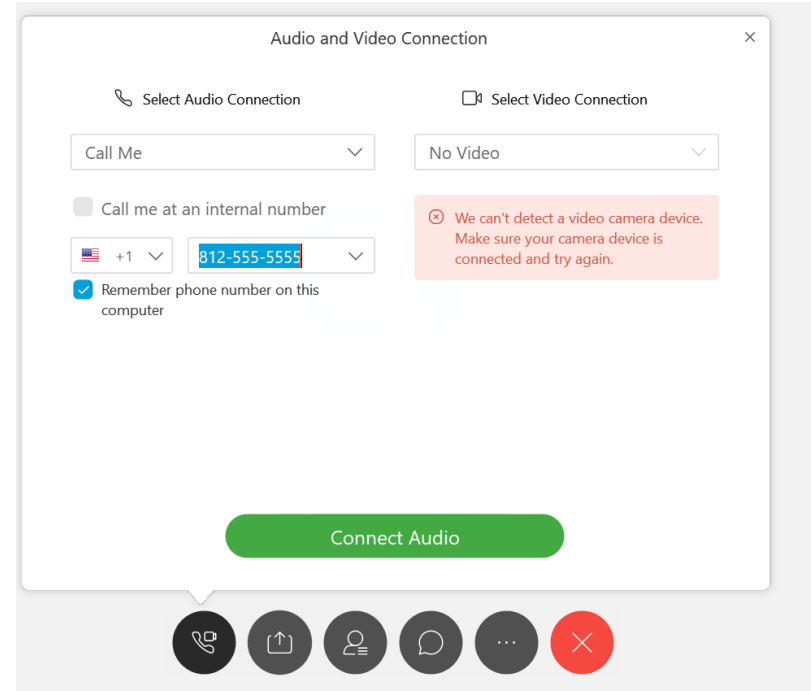 Audio and Video Connection
Select Audio Connection
Select Video Connection
Call Me
No Video
Call me at an internal number
We can't detect a video camera device.
Make sure your camera device is
connected and try again.
+1
812-555-5555
Remember phone number on this
computer
Connect Audio